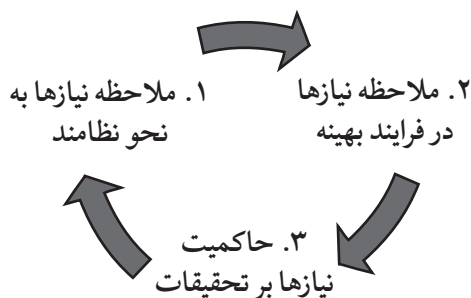 ۱. ملاحظه نیازها به
نحو نظامند
۲. ملاحظه نیازها
در فرایند بهینه
۳. حاکمیت
نیازها بر تحقیقات